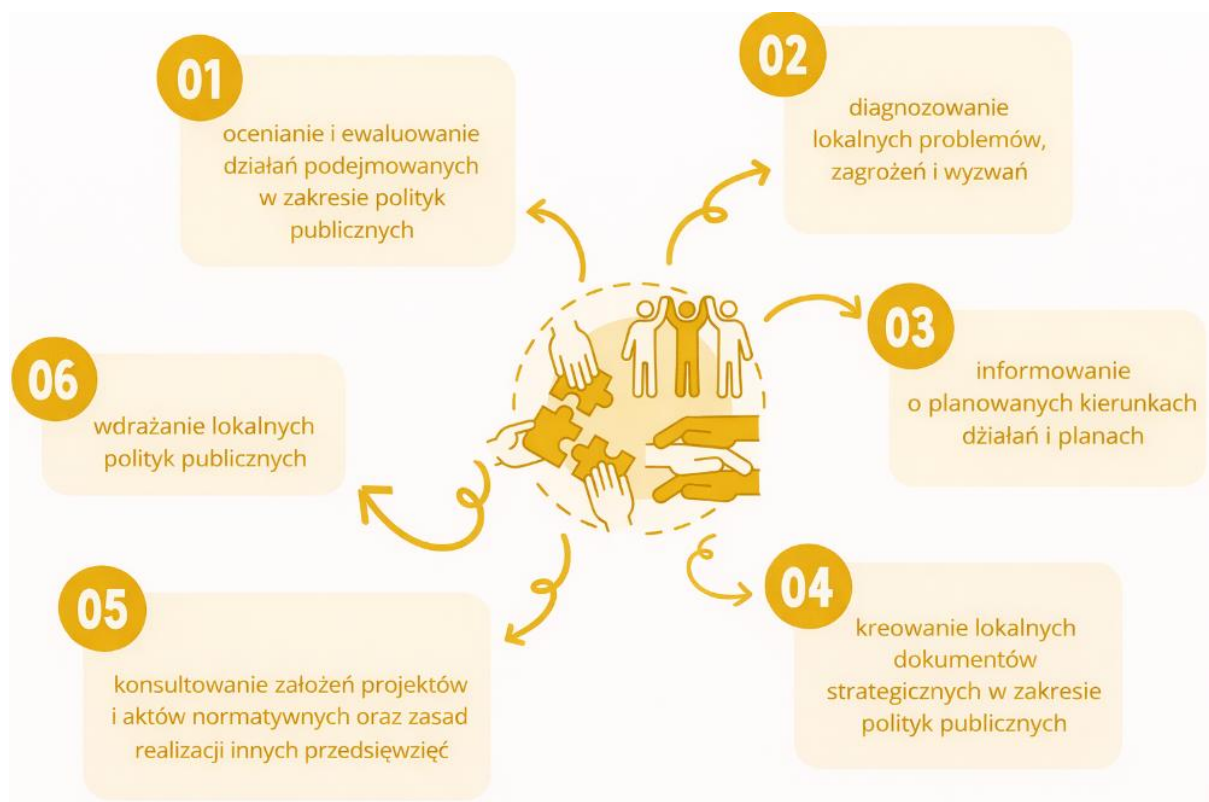 01
ocenianie i ewaluowanie
działań podejmowanych
w zakresie polityk
publicznych
02
diagnozowanie
lokalnych problemów,
zagrożeń i wyzwań
03
informowanie
o planowanych kierunkach
dżiałań i planach
04
kreowanie lokalnych
dokumentów
strategicznych w zakresie
polityk publicznych
05
konsultowanie założeń projektów
i aktów normatywnych oraz zasad
realizacji innych przedsięwzięć
06
wdrażanie lokalnych
polityk publicznych